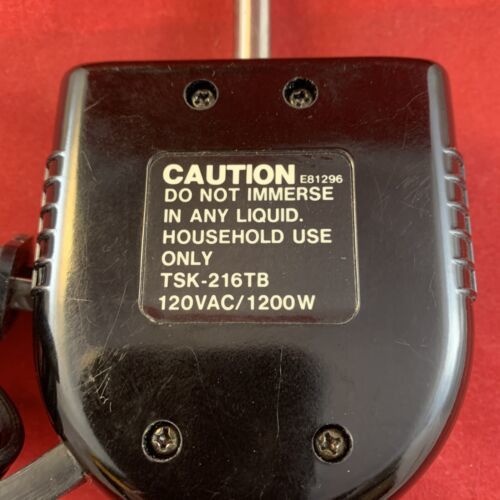 CAUTION E81296
DO NOT IMMERSE
IN ANY LIQUID.
HOUSEHOLD USE
ONLY
TSK-216TB
120VAC/1200W